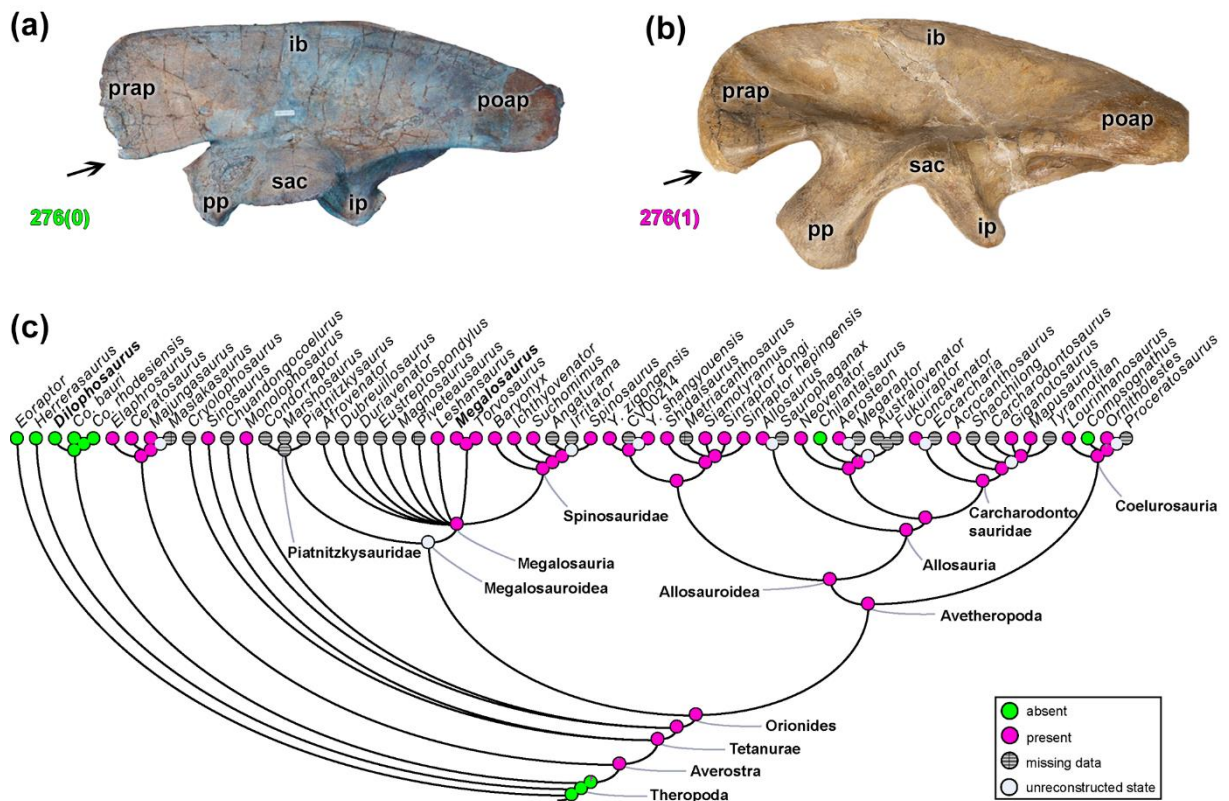 (a)
ib
prap
poap
sac
pp
ip
276(0)
(b)
ib
prap
poap
sac
pp
ip
276(1)
(c)
Eoraptor
Herrerasaurus
Dilophosaurus
Co. bauri
Co. rhodesiensis
Elaphrosaurus
Ceratosaurus
Majungasaurus
Masiakasaurus
Cryolophosaurus
Sinosaurus
Chuandongocoelurus
Monolophosaurus
Condorraptor
Marshosaurus
Piatnitzkysaurus
Afrovenator
Dubreuillosaurus
Duriavenator
Eustreptospondylus
Magnosaurus
Piveteausaurus
Leshansaurus
Megalosaurus
Torvosaurus
Baryonyx
Ichthyovenator
Suchomimus
Angaturama
Irritator
Spinosaurus
Y. zigongensis
CV00214
Y. shangyouensis
Shidaisaurus
Metriacanthosaurus
Siamotyrannus
Sinraptor dongi
Sinraptor hepingensis
Allosaurus
Saurophaganax
Neovenator
Chilantaisaurus
Aerosteon
Megaraptor
Australovenator
Fukuiraptor
Concavenator
Eocarcharia
Acrocanthosaurus
Shaochilong
Carcharodontosaurus
Giganotosaurus
Mapusaurus
Tyrannotitan
Lourinhanosaurus
Compsognathus
Ornitholestes
Proceratosaurus
Piatnitzkysauridae
Megalosauroidea
Megalosauria
Spinosauridae
Allosauroidea
Avetheropoda
Allosauria
Carcharodonto
sauridae
Coelurosauria
Orionides
Tetanurae
Averostra
Theropoda
absent
present
missing data
unreconstructed state